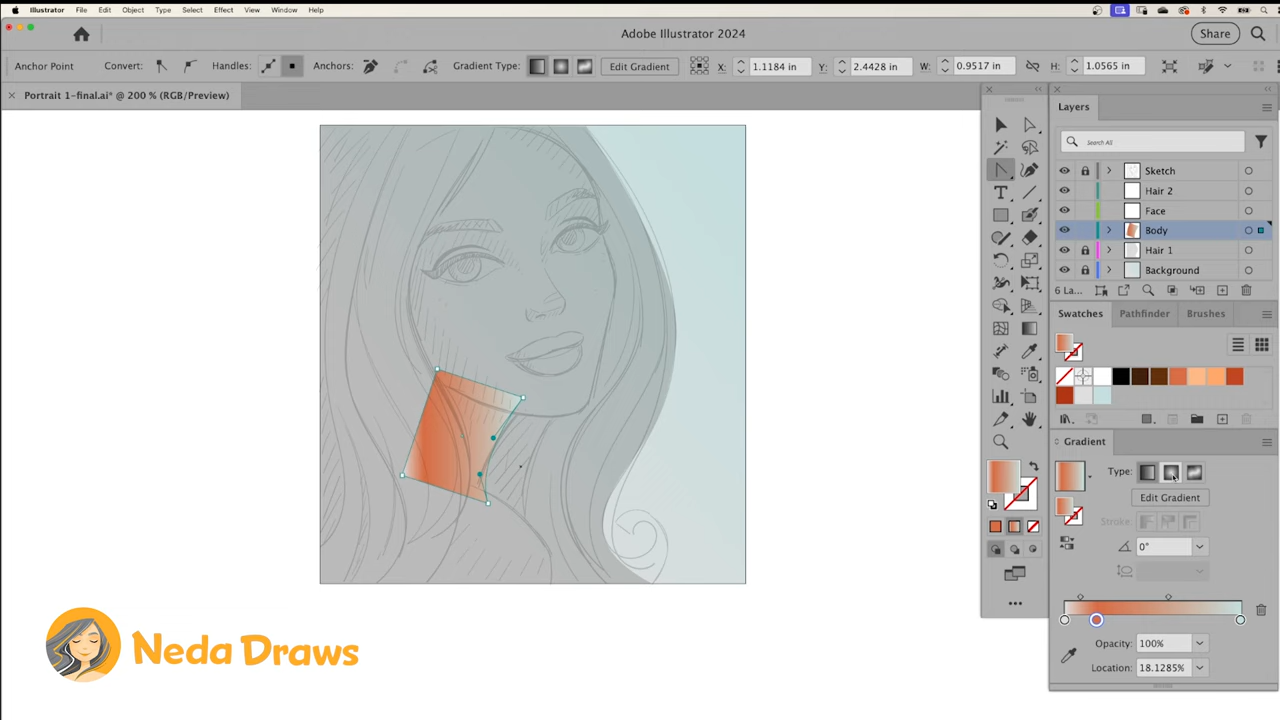 Illustrator File Edit Object Type Select Effect View Window Help
Adobe Illustrator 2024
Share
Anchor Point Convert: Handles: Anchors: Gradient Type: Edit Gradient X: 1.1184 in Y: 2.4428 in W: 0.9517 in H: 1.0565 in
× Portrait 1-final.ai* @ 200 % (RGB/Preview)
Layers
Search All
Sketch
Hair 2
Face
Body
Hair 1
Background
6 La...
Swatches Pathfinder Brushes
Gradient
Type:
Edit Gradient
Stroke:
0°
Opacity: 100%
Location: 18.1285%
Neda Draws